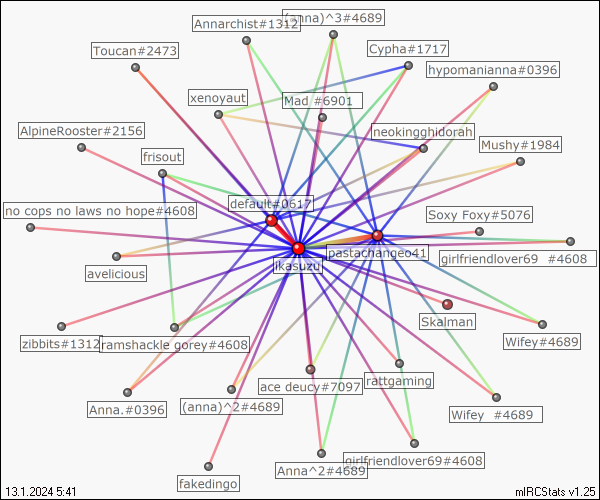 (anna)^3#4689
Annarchist#1312
Cypha#1717
Toucan#2473
hypomanianna#0396
xenoyaut
Mad #6901
AlpineRooster#2156
neokingghidorah
Mushy#1984
frisout
default#0617
no cops no laws no hope#4608
Soxy Foxy#5076
pastachangeo41
girlfriendlover69 #4608
ikasuzu
avelicious
Skalman
zibbits#1312
ramshackle gorey#4608
Wifey#4689
ace deucy#7097
rattgaming
Anna.#0396
(anna)^2#4689
Wifey #4689
girlfriendlover69#4608
Anna^2#4689
fakedingo
13.1.2024 5:41
mIRCStats v1.25